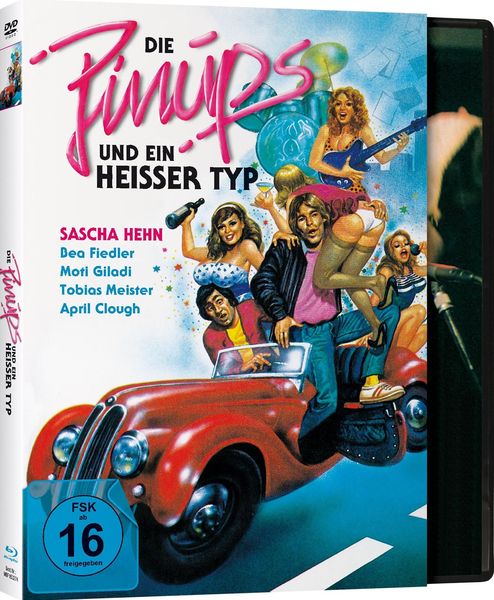 DVD
DIE
Pinups
UND EIN
HEISSER TYP
DIE
Pinups
UND EIN
HEISSER TYP
SASCHA HEHN
Bea Fiedler
Moti Giladi
Tobias Meister
April Clough
FSK
ab
16
freigegeben